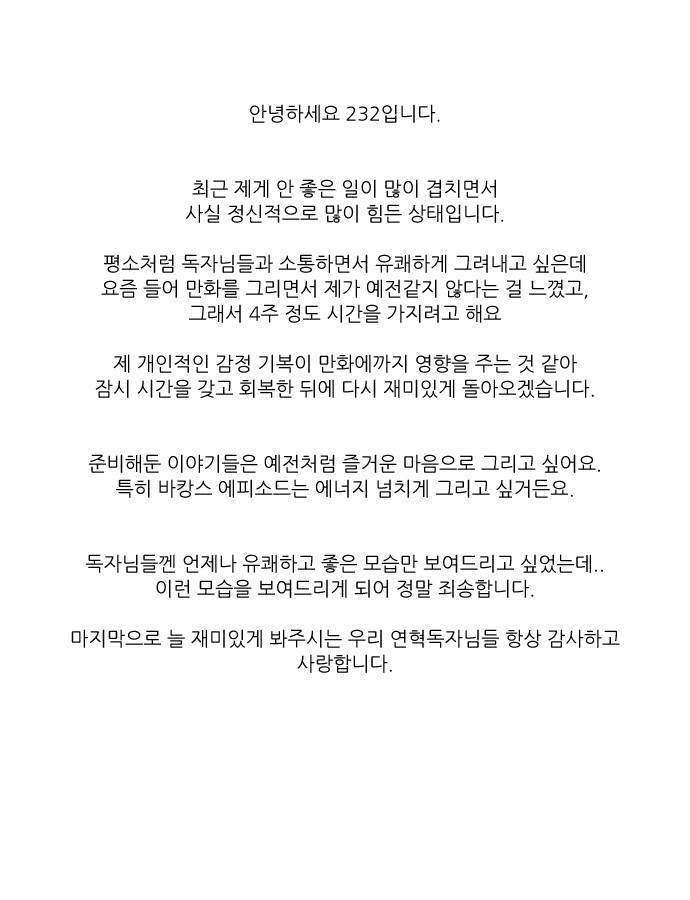 안녕하세요 232입니다.
최근 제게 안 좋은 일이 많이 겹치면서
사실 정신적으로 많이 힘든 상태입니다.
평소처럼 독자님들과 소통하면서 유쾌하게 그려내고 싶은데
요즘 들어 만화를 그리면서 제가 예전같지 않다는 걸 느꼈고,
그래서 4주 정도 시간을 가지려고 해요
제 개인적인 감정 기복이 만화에까지 영향을 주는 것 같아
잠시 시간을 갖고 회복한 뒤에 다시 재미있게 돌아오겠습니다.
준비해둔 이야기들은 예전처럼 즐거운 마음으로 그리고 싶어요.
특히 바캉스 에피소드는 에너지 넘치게 그리고 싶거든요.
독자님들껜 언제나 유쾌하고 좋은 모습만 보여드리고 싶었는데..
이런 모습을 보여드리게 되어 정말 죄송합니다.
마지막으로 늘 재미있게 봐주시는 우리 연혁독자님들 항상 감사하고
사랑합니다.